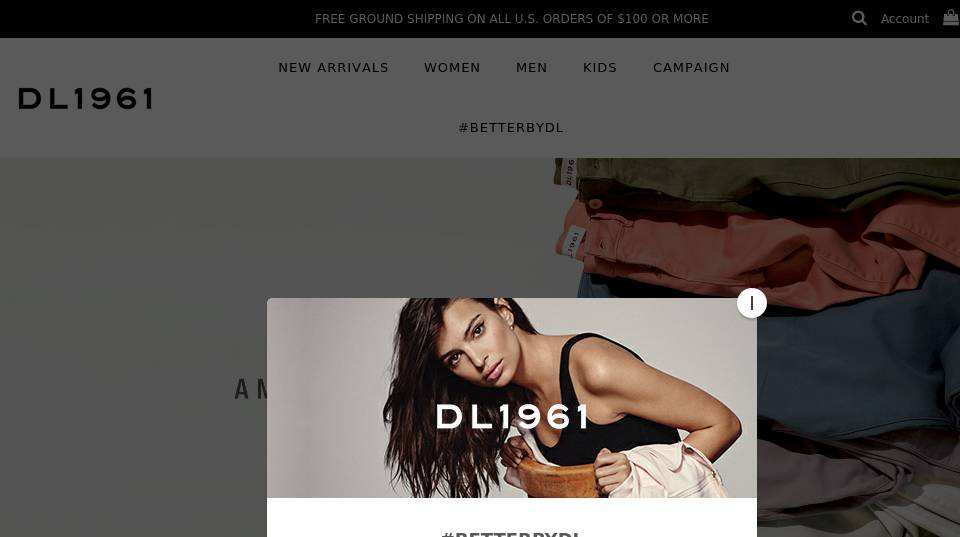 FREE GROUND SHIPPING ON ALL U.S. ORDERS OF $100 OR MORE
Account
NEW ARRIVALS WOMEN MEN KIDS CAMPAIGN
DL1961
#BETTERBYDL
DL1961
DL1961
DL1961
#BETTERBYDL